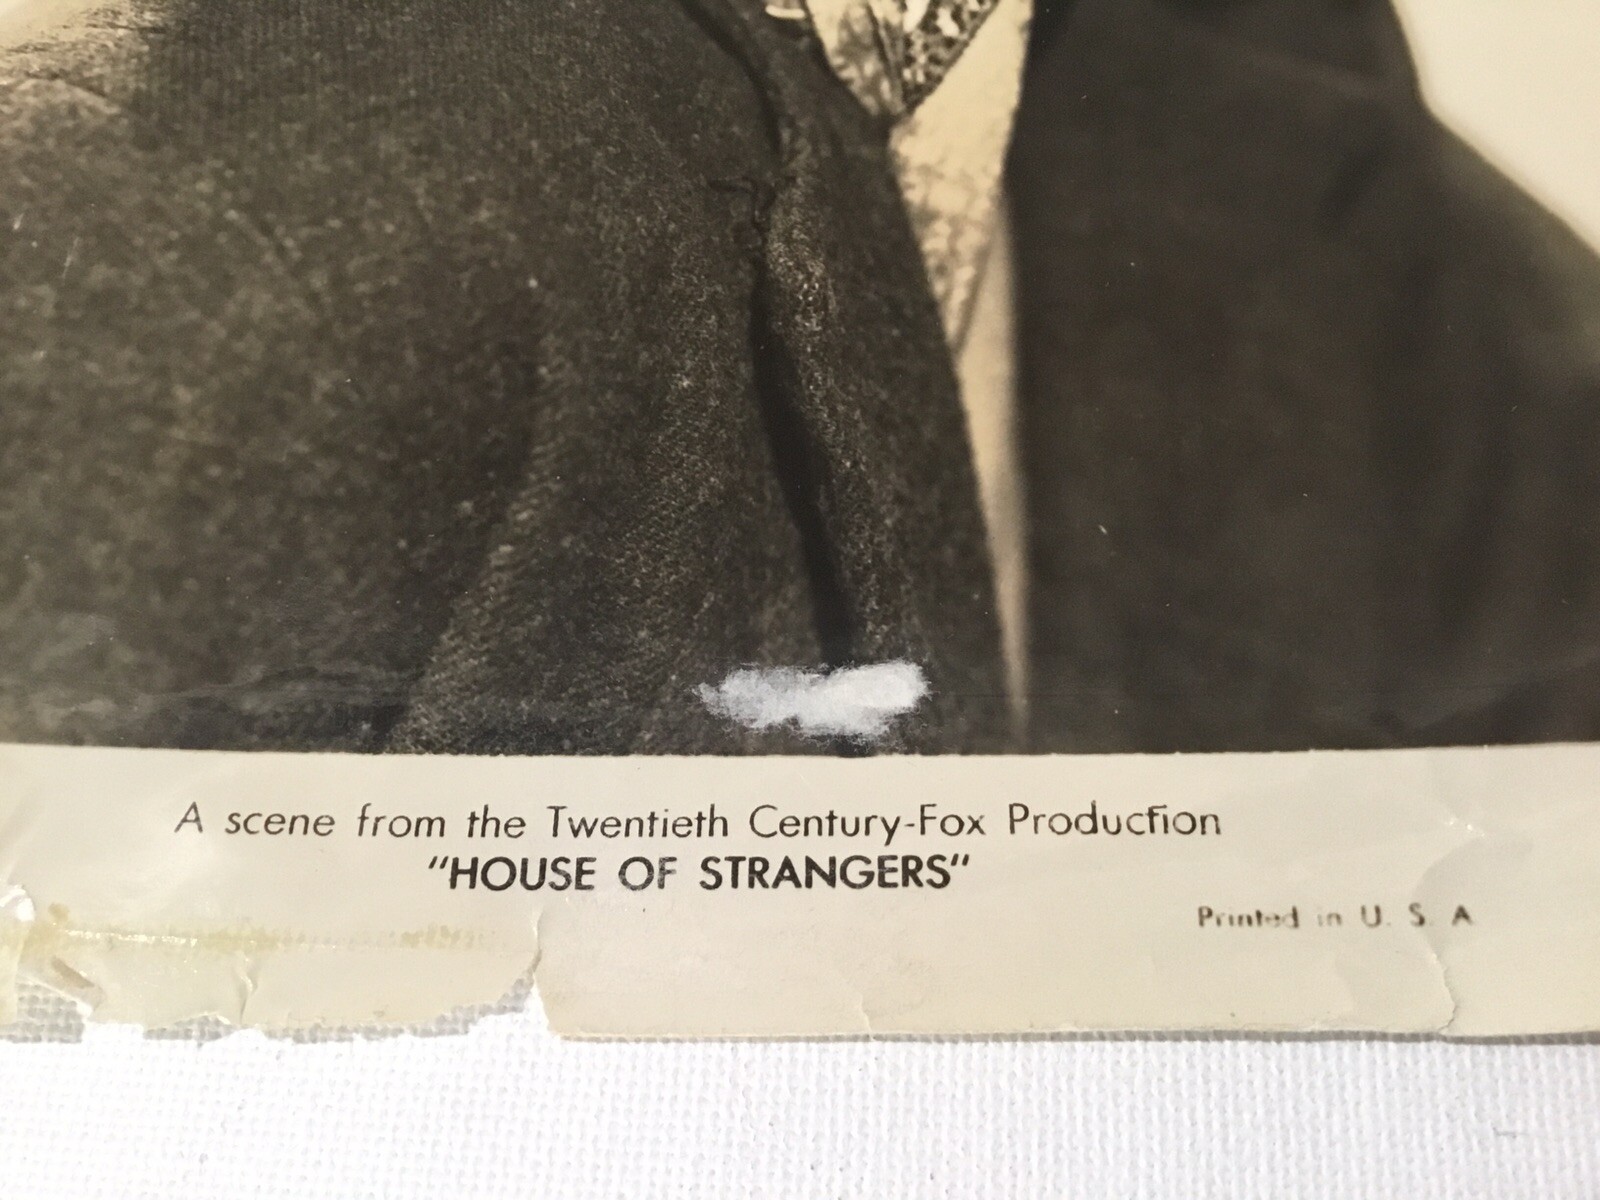 A scene from the Twentieth Century-Fox Production
"HOUSE OF STRANGERS"
Printed in U. S. A